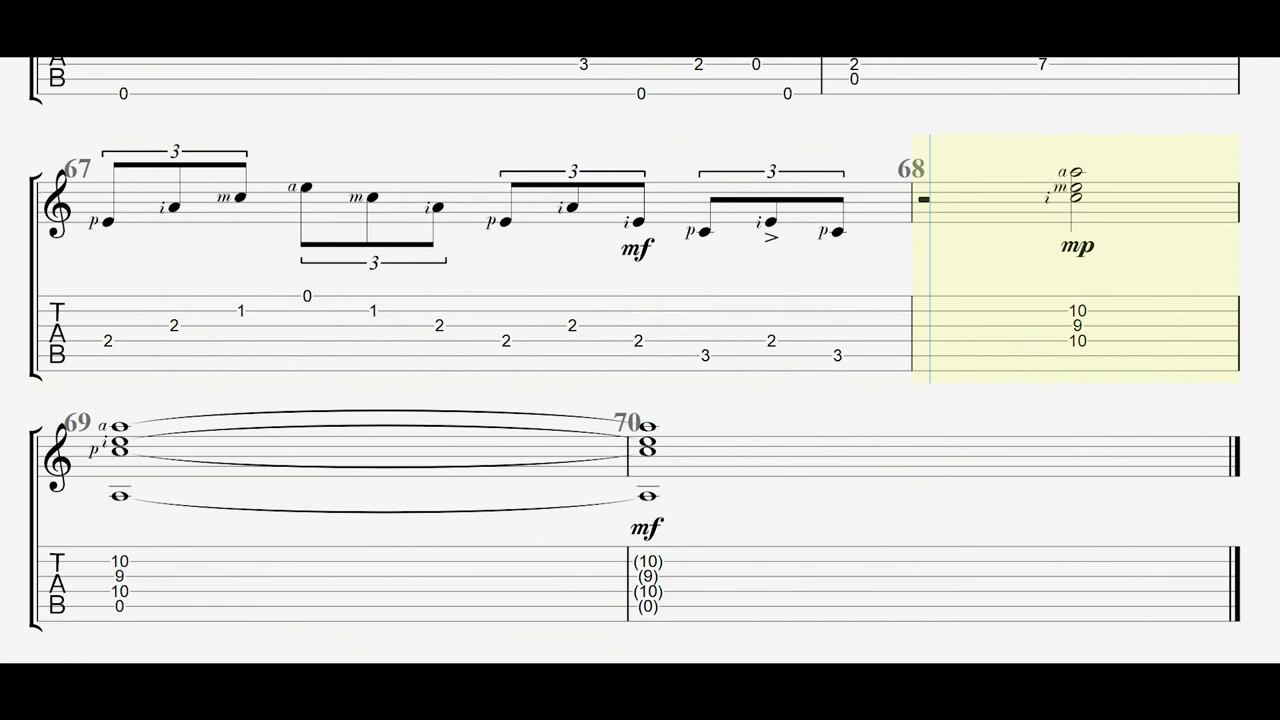 A 3 2 0 2 7
B 0
0 0 0
67 3 3 3 3 68
p i m a m i p i i p i p a m i
mf > mp
0
T 1 1 10
2 2 2 9
A 2 2 2 2 10
B 3 3
69 a i p 70
mf
T 10 (10)
9 (9)
A 10 (10)
B 0 (0)